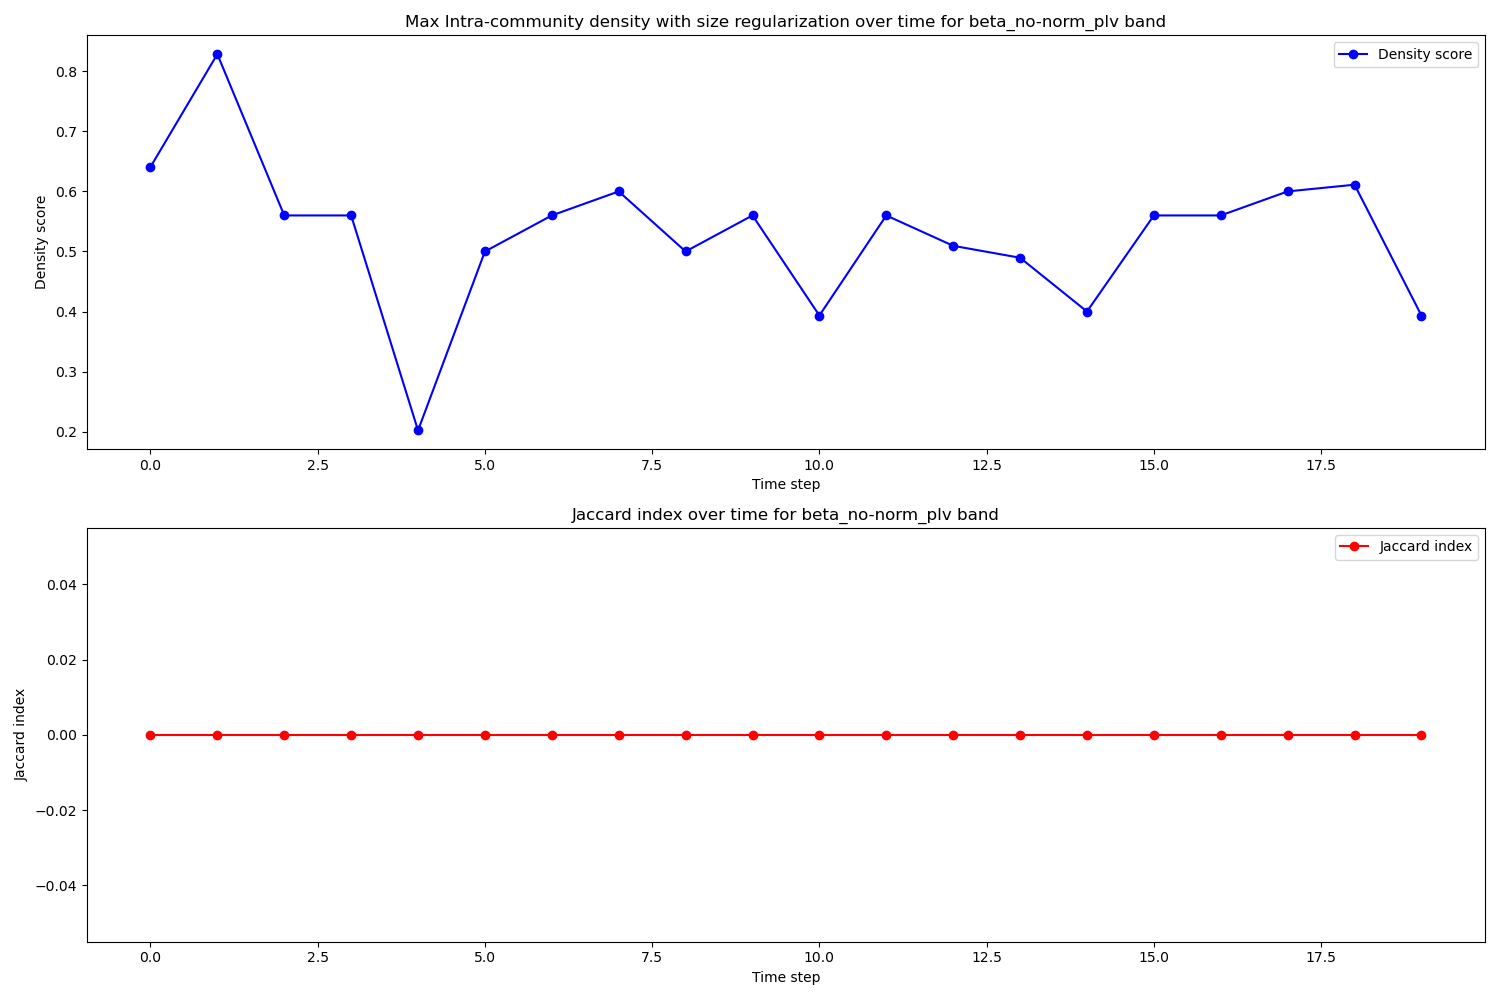 Max Intra-community density with size regularization over time for beta_no-norm_plv band
Density score
0.8
0.7
0.6
0.5
0.4
0.3
0.2
Density score
0.0 2.5 5.0 7.5 10.0 12.5 15.0 17.5
Time step
Jaccard index over time for beta_no-norm_plv band
Jaccard index
0.04
0.02
0.00
−0.02
−0.04
Jaccard index
0.0 2.5 5.0 7.5 10.0 12.5 15.0 17.5
Time step